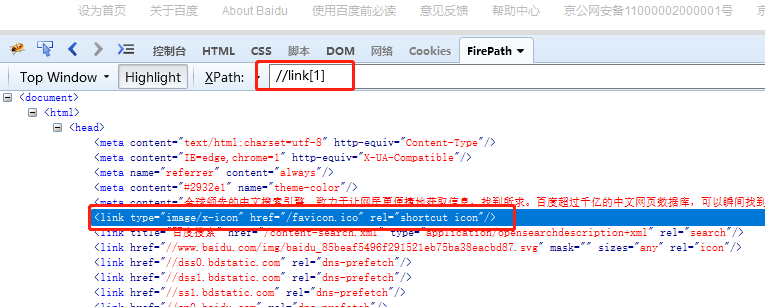 设为首页 关于百度 About Baidu 使用百度前必读 意见反馈 帮助中心 京公网安备11000002000001号 京
控制台 HTML CSS 脚本 DOM 网络 Cookies FirePath
Top Window Highlight XPath: //link[1]
<document>
<html>
<head>
<meta content="text/html;charset=utf-8" http-equiv="Content-Type"/>
<meta content="IE=edge,chrome=1" http-equiv="X-UA-Compatible"/>
<meta name="referrer" content="always"/>
<meta content="#2932e1" name="theme-color"/>
<meta content="全球领先的中文搜索引擎、致力于让网民更便捷地获取信息，找到所求。百度超过千亿的中文网页数据库，可以瞬间找到
<link type="image/x-icon" href="/favicon.ico" rel="shortcut icon"/>
<link title="百度搜索" href="/content-search.xml" type="application/opensearchdescription+xml" rel="search"/>
<link href="//www.baidu.com/img/baidu_85beaf5496f291521eb75ba38eacbd87.svg" mask="" sizes="any" rel="icon"/>
<link href="//dss0.bdstatic.com" rel="dns-prefetch"/>
<link href="//dss1.bdstatic.com" rel="dns-prefetch"/>
<link href="//ss1.bdstatic.com" rel="dns-prefetch"/>